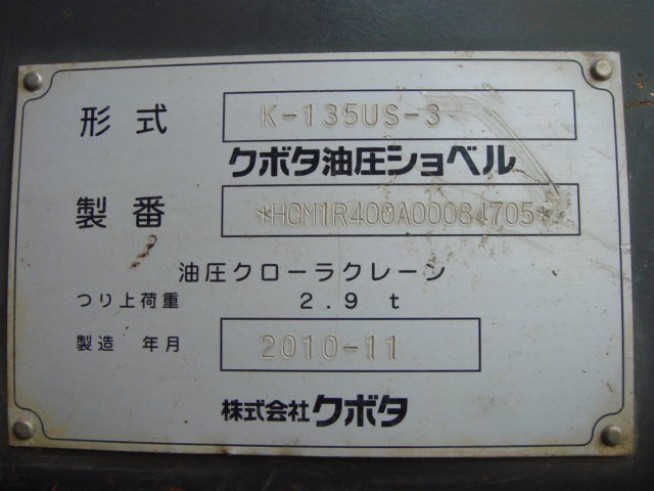 形式 K-135US-3
クボタ油圧ショベル
製番
油圧クローラクレーン
つり上荷重 2.9 t
製造 年月 2010-11
株式会社クボタ